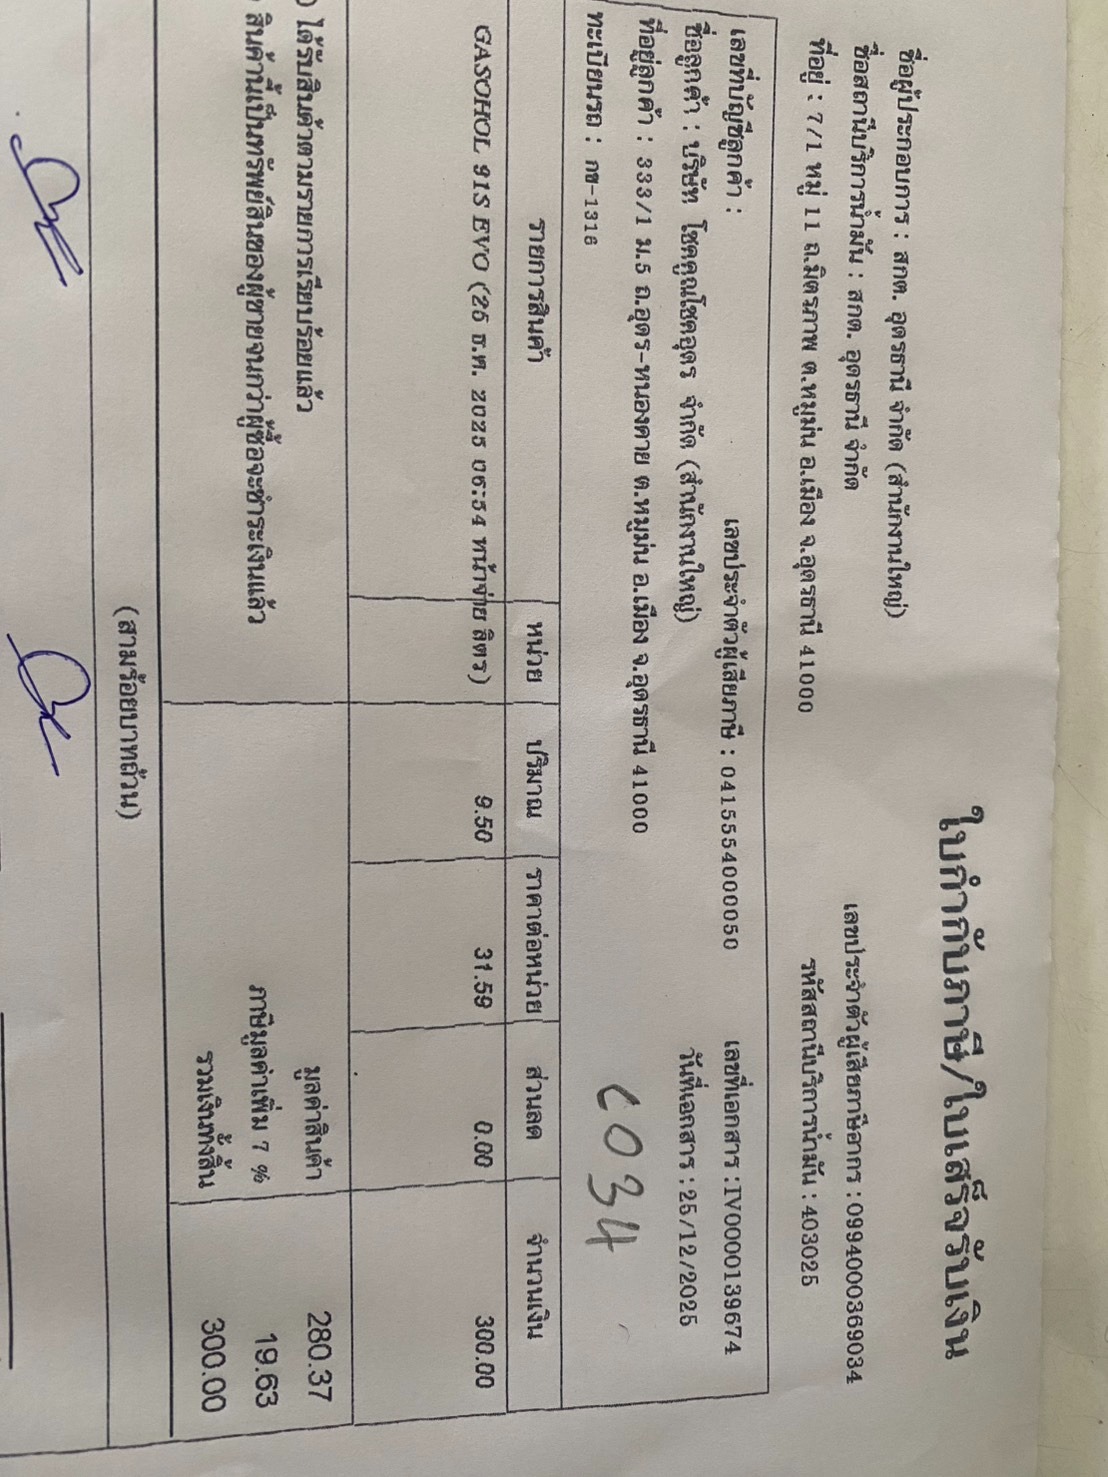 ใบกำกับภาษี/ใบเสร็จรับเงิน
ชื่อผู้ประกอบการ : สกต. อุดรธานี จำกัด (สำนักงานใหญ่)
เลขประจำตัวผู้เสียภาษีอากร : 0994000369034
ชื่อสถานีบริการน้ำมัน : สกต. อุดรธานี จำกัด
รหัสสถานีบริการน้ำมัน : 403025
ที่อยู่ : 7/1 หมู่ 11 ถ.มิตรภาพ ต.หมูม่น อ.เมือง จ.อุดรธานี 41000
เลขที่บัญชีลูกค้า : เลขประจำตัวผู้เสียภาษี : 0415554000050 เลขที่เอกสาร :IV0000139674
ชื่อลูกค้า : บริษัท โชคคูณโชคอุดร จำกัด (สำนักงานใหญ่) วันที่เอกสาร : 25/12/2025
ที่อยู่ลูกค้า : 333/1 ม.5 ถ.อุดร-หนองคาย ต.หมูม่น อ.เมือง จ.อุดรธานี 41000
ทะเบียนรถ : กข-1316
L034
รายการสินค้า หน่วย ปริมาณ ราคาต่อหน่วย ส่วนลด จำนวนเงิน
GASOHOL 91S EVO (25 ธ.ค. 2025 06:54 หน้าจ่าย ลิตร) 9.50 31.59 0.00 300.00
) ได้รับสินค้าตามรายการเรียบร้อยแล้ว มูลค่าสินค้า 280.37
) สินค้านี้เป็นทรัพย์สินของผู้ขายจนกว่าผู้ซื้อจะชำระเงินแล้ว ภาษีมูลค่าเพิ่ม 7 % 19.63
รวมเงินทั้งสิ้น 300.00
(สามร้อยบาทถ้วน)